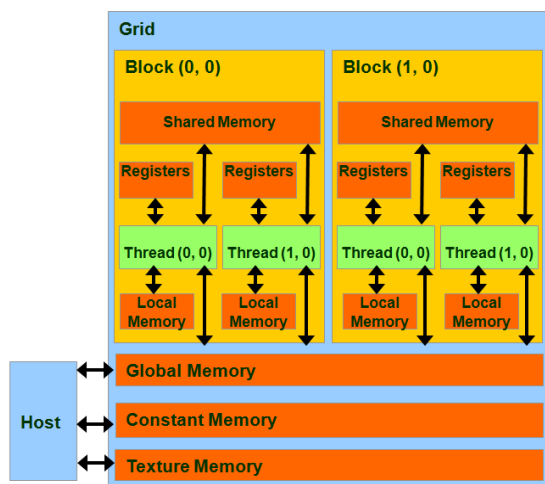 Grid
Block (0, 0)
Block (1, 0)
Shared Memory
Shared Memory
Registers
Registers
Registers
Registers
Thread (0, 0)
Thread (1, 0)
Thread (0, 0)
Thread (1, 0)
Local
Memory
Local
Memory
Local
Memory
Local
Memory
Host
Global Memory
Constant Memory
Texture Memory